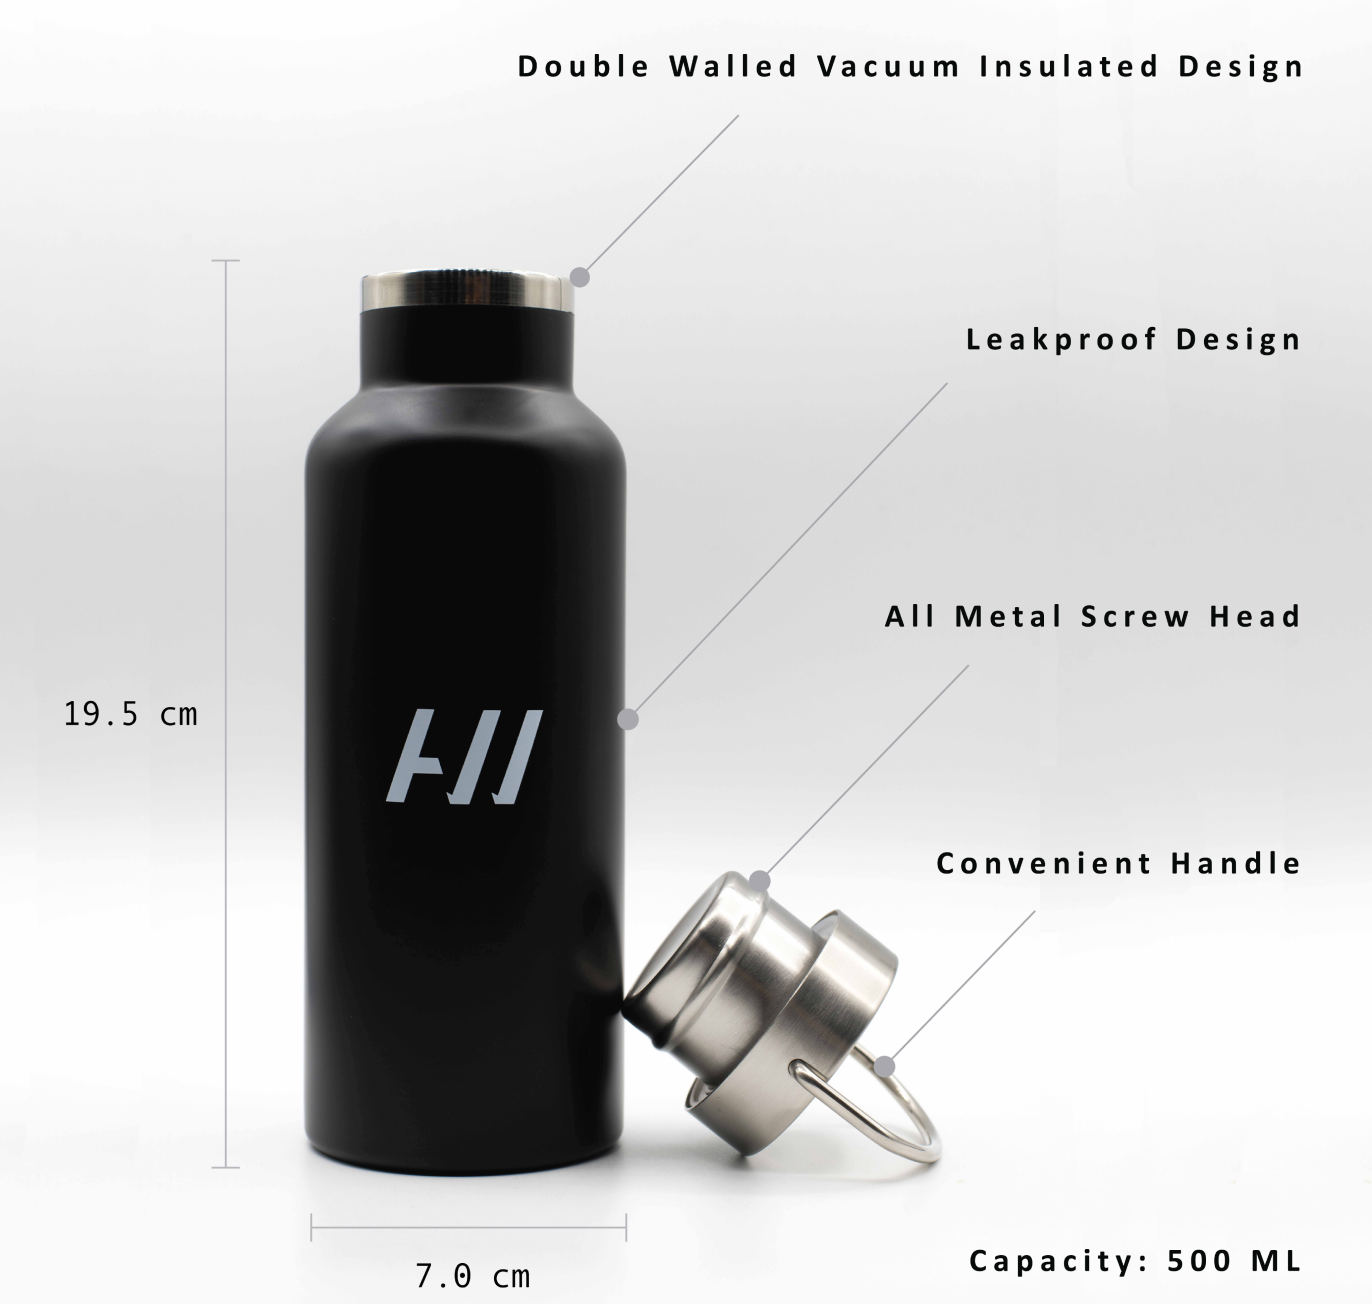 Double Walled Vacuum Insulated Design
Leakproof Design
All Metal Screw Head
19.5 cm
Convenient Handle
7.0 cm
Capacity: 500 ML